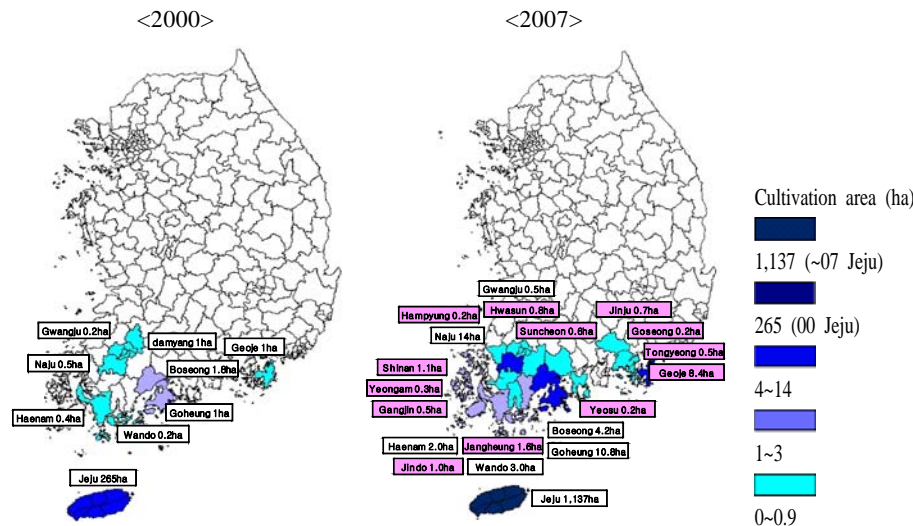 <2000>
<2007>
Gwangju 0.2ha
damyang 1ha
Geoje 1ha
Naju 0.5ha
Boseong 1.8ha
Haenam 0.4ha
Goheung 1ha
Wando 0.2ha
Jeju 265ha
Gwangju 0.5ha
Hampyung 0.2ha
Hwasun 0.8ha
Jinju 0.7ha
Naju 14ha
Suncheon 0.6ha
Goseong 0.2ha
Tongyeong 0.5ha
Shinan 1.1ha
Geoje 8.4ha
Yeongam 0.3ha
Gangjin 0.5ha
Yeosu 0.2ha
Boseong 4.2ha
Haenam 2.0ha
Jangheung 1.6ha
Goheung 10.8ha
Jindo 1.0ha
Wando 3.0ha
Jeju 1,137ha
Cultivation area (ha)
1,137 (~07 Jeju)
265 (00 Jeju)
4~14
1~3
0~0.9